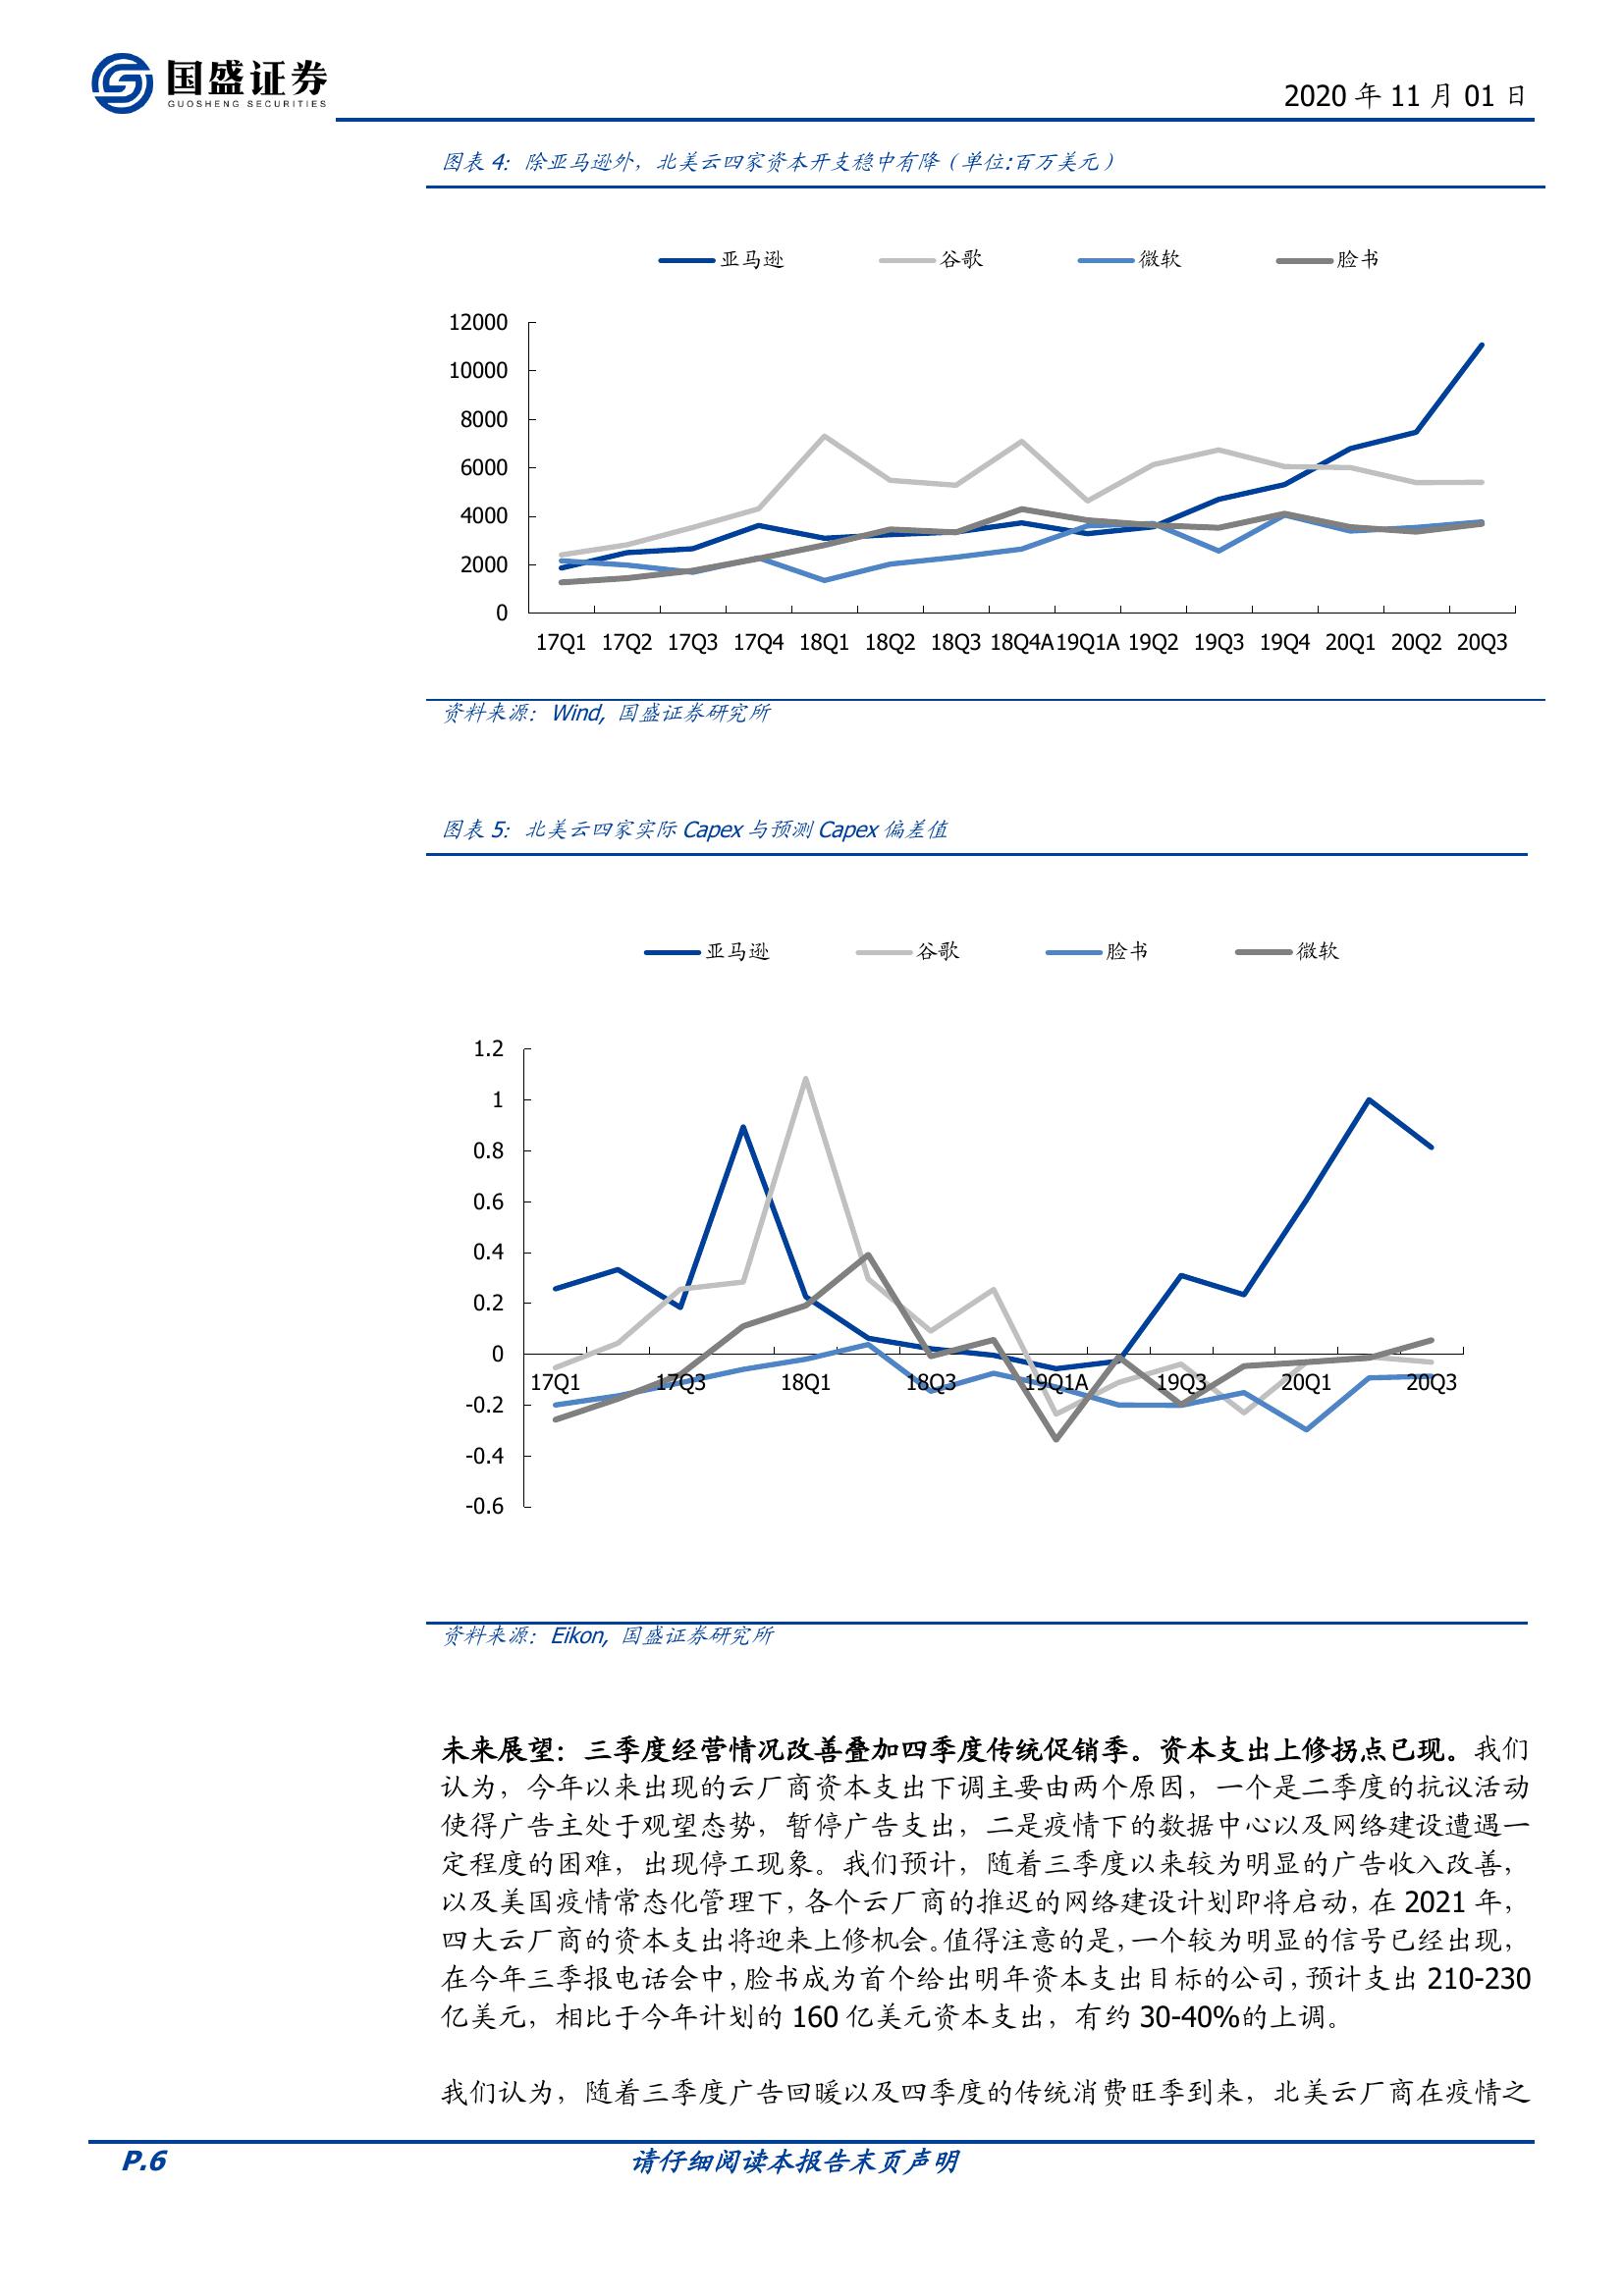 国盛证券
GUOSHENG SECURITIES
2020 年 11 月 01 日
图表 4：除亚马逊外，北美云四家资本开支稳中有降（单位:百万美元）
亚马逊 谷歌 微软 脸书
12000
10000
8000
6000
4000
2000
0
17Q1 17Q2 17Q3 17Q4 18Q1 18Q2 18Q3 18Q4A 19Q1A 19Q2 19Q3 19Q4 20Q1 20Q2 20Q3
资料来源：Wind, 国盛证券研究所
图表 5：北美云四家实际 Capex 与预测 Capex 偏差值
亚马逊 谷歌 脸书 微软
1.2
1
0.8
0.6
0.4
0.2
0
-0.2
-0.4
-0.6
17Q1 17Q3 18Q1 18Q3 19Q1A 19Q3 20Q1 20Q3
资料来源：Eikon, 国盛证券研究所
未来展望：三季度经营情况改善叠加四季度传统促销季。资本支出上修拐点已现。我们
认为，今年以来出现的云厂商资本支出下调主要由两个原因，一个是二季度的抗议活动
使得广告主处于观望态势，暂停广告支出，二是疫情下的数据中心以及网络建设遭遇一
定程度的困难，出现停工现象。我们预计，随着三季度以来较为明显的广告收入改善，
以及美国疫情常态化管理下，各个云厂商的推迟的网络建设计划即将启动，在 2021 年，
四大云厂商的资本支出将迎来上修机会。值得注意的是，一个较为明显的信号已经出现，
在今年三季报电话会中，脸书成为首个给出明年资本支出目标的公司，预计支出 210-230
亿美元，相比于今年计划的 160 亿美元资本支出，有约 30-40%的上调。
我们认为，随着三季度广告回暖以及四季度的传统消费旺季到来，北美云厂商在疫情之
P.6 请仔细阅读本报告末页声明